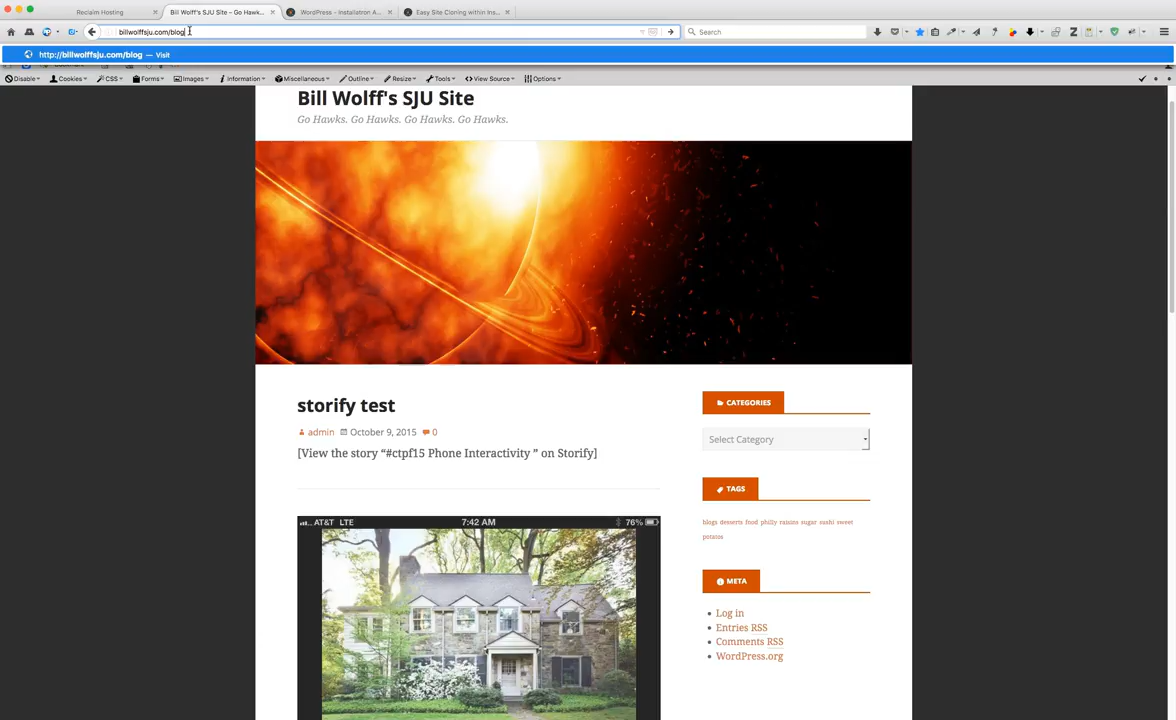 Reclaim Hosting
Bill Wolff's SJU Site – Go Hawk...
WordPress - Installatron A...
Easy Site Cloning within Ins...
billwolffsju.com/blog
Search
http://billwolffsju.com/blog — Visit
Disable
Cookies
CSS
Forms
Images
Information
Miscellaneous
Outline
Resize
Tools
View Source
Options
Bill Wolff's SJU Site
Go Hawks. Go Hawks. Go Hawks. Go Hawks.
storify test
admin October 9, 2015 0
[View the story “#ctpf15 Phone Interactivity ” on Storify]
CATEGORIES
Select Category
TAGS
blogs desserts food philly raisins sugar sushi sweet
potatos
META
Log in
Entries RSS
Comments RSS
WordPress.org
AT&T LTE
7:42 AM
76%